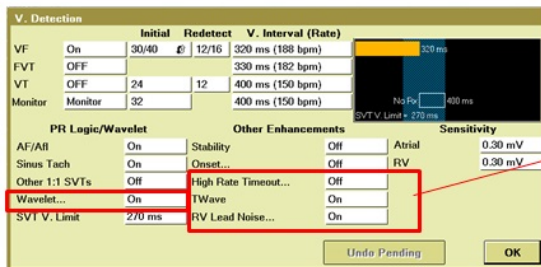 V. Detection
Initial Redetect V. Interval (Rate)
VF On 30/40 12/16 320 ms (188 bpm)
FVT OFF 330 ms (182 bpm)
VT OFF 24 12 400 ms (150 bpm)
Monitor Monitor 32 400 ms (150 bpm)
320 ms
No Rx 400 ms
SVT V. Limit = 270 ms
PR Logic/Wavelet Other Enhancements Sensitivity
AF/Afl On Stability Off Atrial 0.30 mV
Sinus Tach On Onset... Off RV 0.30 mV
Other 1:1 SVTs Off High Rate Timeout... Off
Wavelet... On TWave On
SVT V. Limit 270 ms RV Lead Noise... On
Undo Pending OK